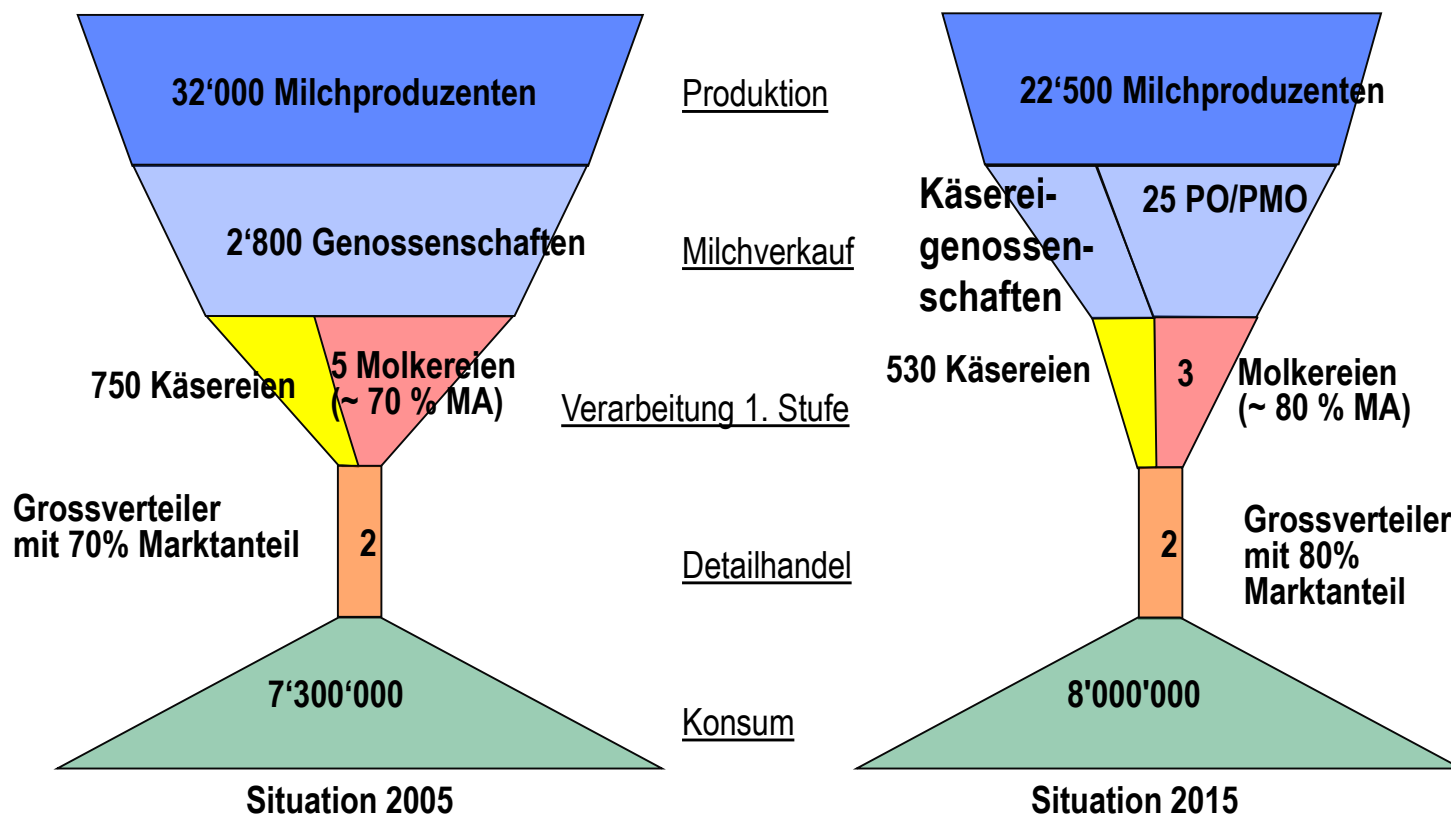 32‘000 Milchproduzenten
Produktion
22‘500 Milchproduzenten
2‘800 Genossenschaften
Milchverkauf
Käserei-
genossen-
schaften
25 PO/PMO
750 Käsereien
5 Molkereien
(~ 70 % MA)
Verarbeitung 1. Stufe
530 Käsereien
3
Molkereien
(~ 80 % MA)
Grossverteiler
mit 70% Marktanteil
2
Detailhandel
2
Grossverteiler
mit 80%
Marktanteil
7‘300‘000
Konsum
8'000'000
Situation 2005
Situation 2015